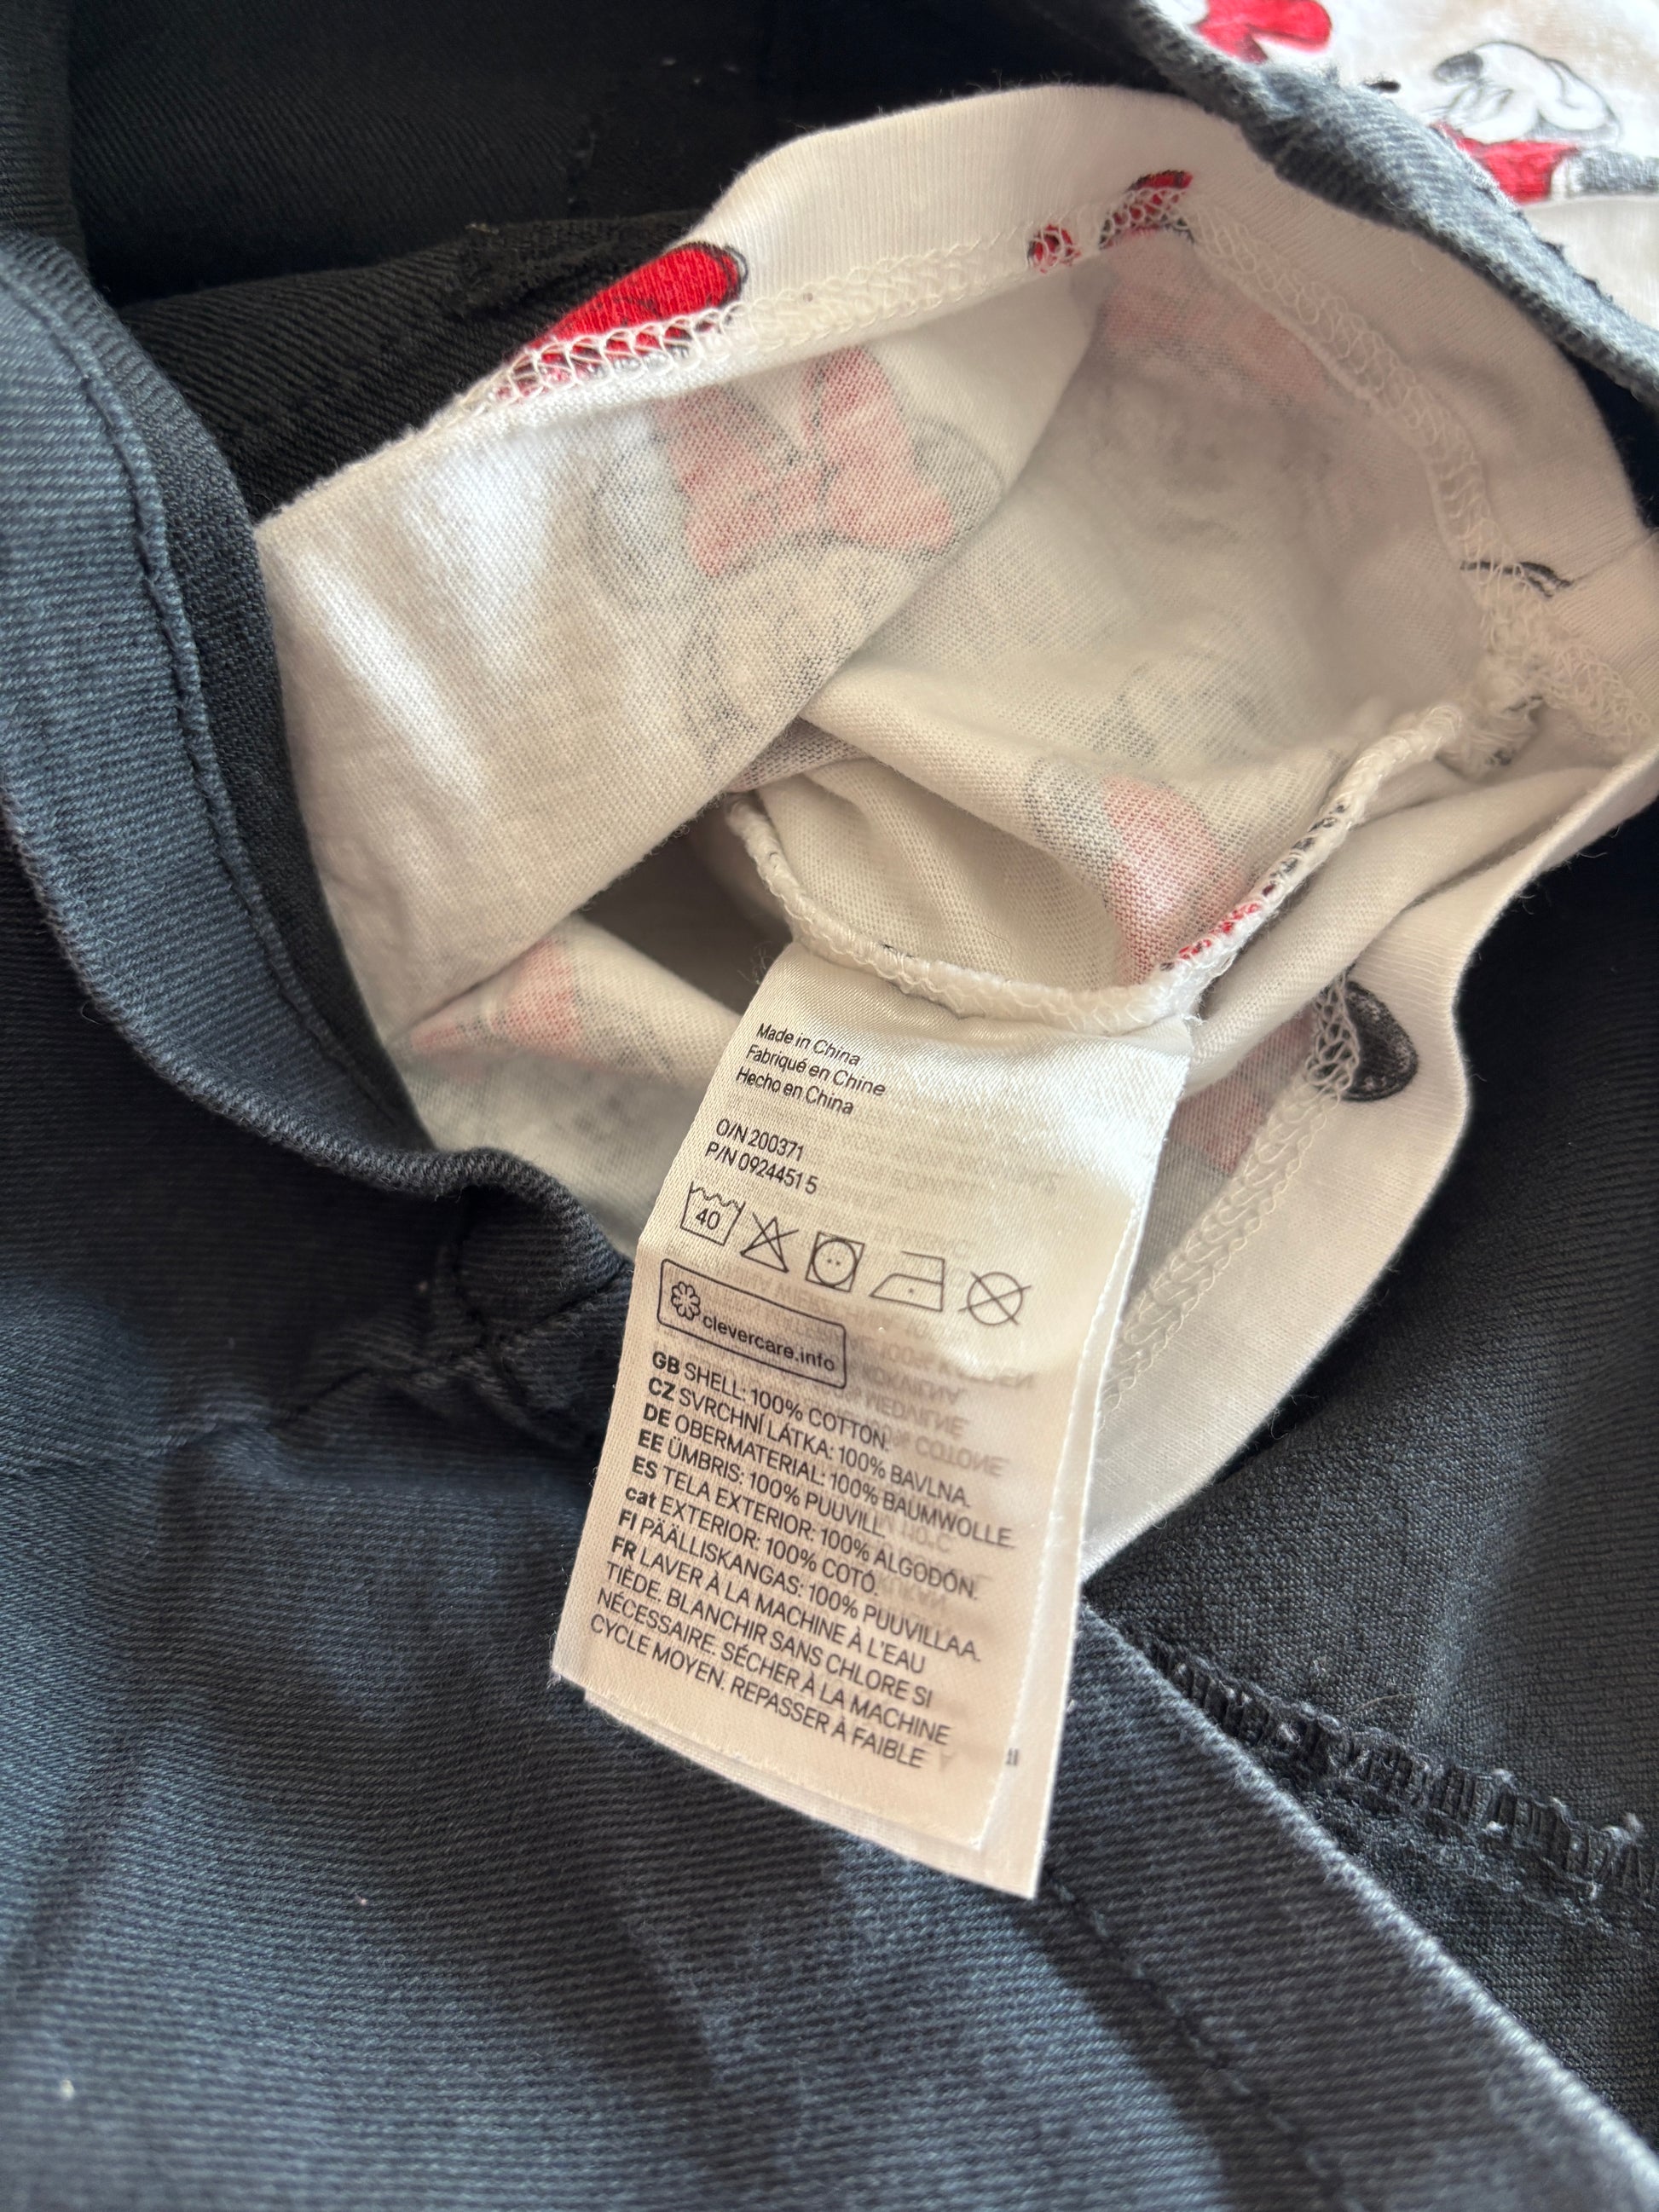 Made in China
Fabriqué en Chine
Hecho en China
O/N 200371
P/N 0924451 5
40
clevercare.info
GB SHELL: 100% COTTON.
CZ SVRCHNÍ LÁTKA: 100% BAVLNA.
DE OBERMATERIAL: 100% BAUMWOLLE.
EE ÜMBRIS: 100% PUUVILL.
ES TELA EXTERIOR: 100% ALGODÓN.
cat EXTERIOR: 100% COTÓ.
FI PÄÄLLISKANGAS: 100% PUUVILLAA.
FR LAVER À LA MACHINE À L'EAU
TIÈDE. BLANCHIR SANS CHLORE SI
NÉCESSAIRE. SÉCHER À LA MACHINE
CYCLE MOYEN. REPASSER À FAIBLE